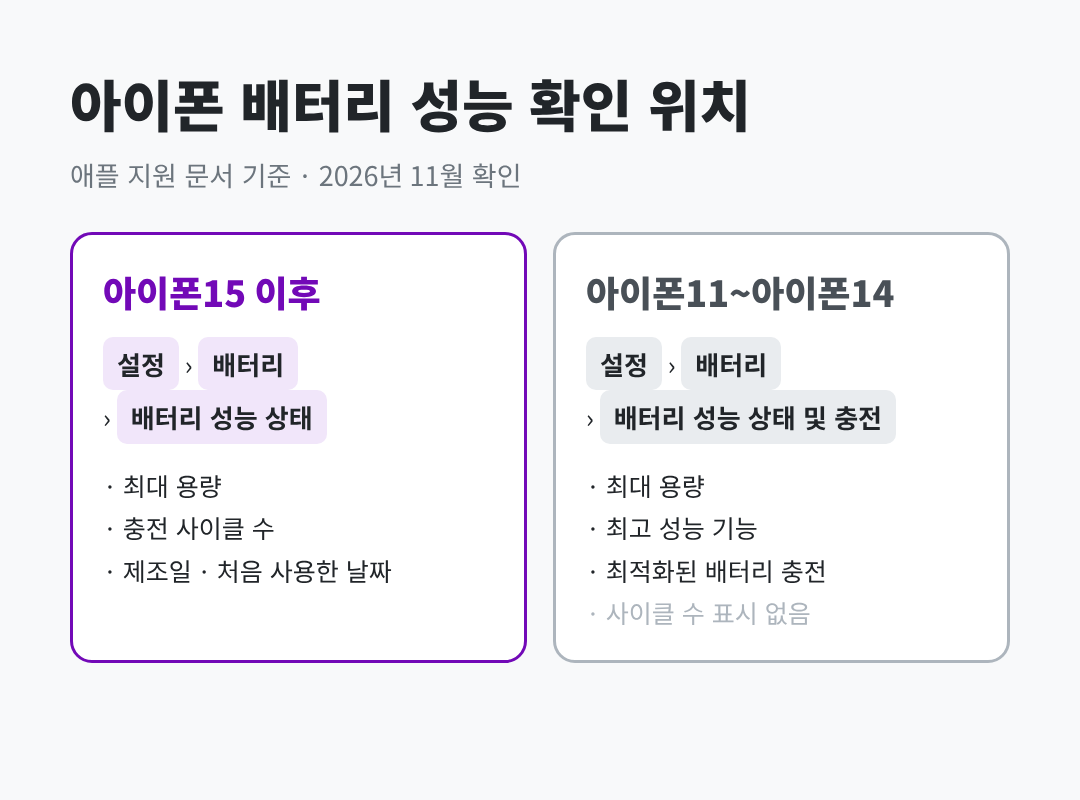 아이폰 배터리 성능 확인 위치
애플 지원 문서 기준 · 2026년 11월 확인
아이폰15 이후
설정 › 배터리
› 배터리 성능 상태
· 최대 용량
· 충전 사이클 수
· 제조일 · 처음 사용한 날짜
아이폰11~아이폰14
설정 › 배터리
› 배터리 성능 상태 및 충전
· 최대 용량
· 최고 성능 기능
· 최적화된 배터리 충전
· 사이클 수 표시 없음